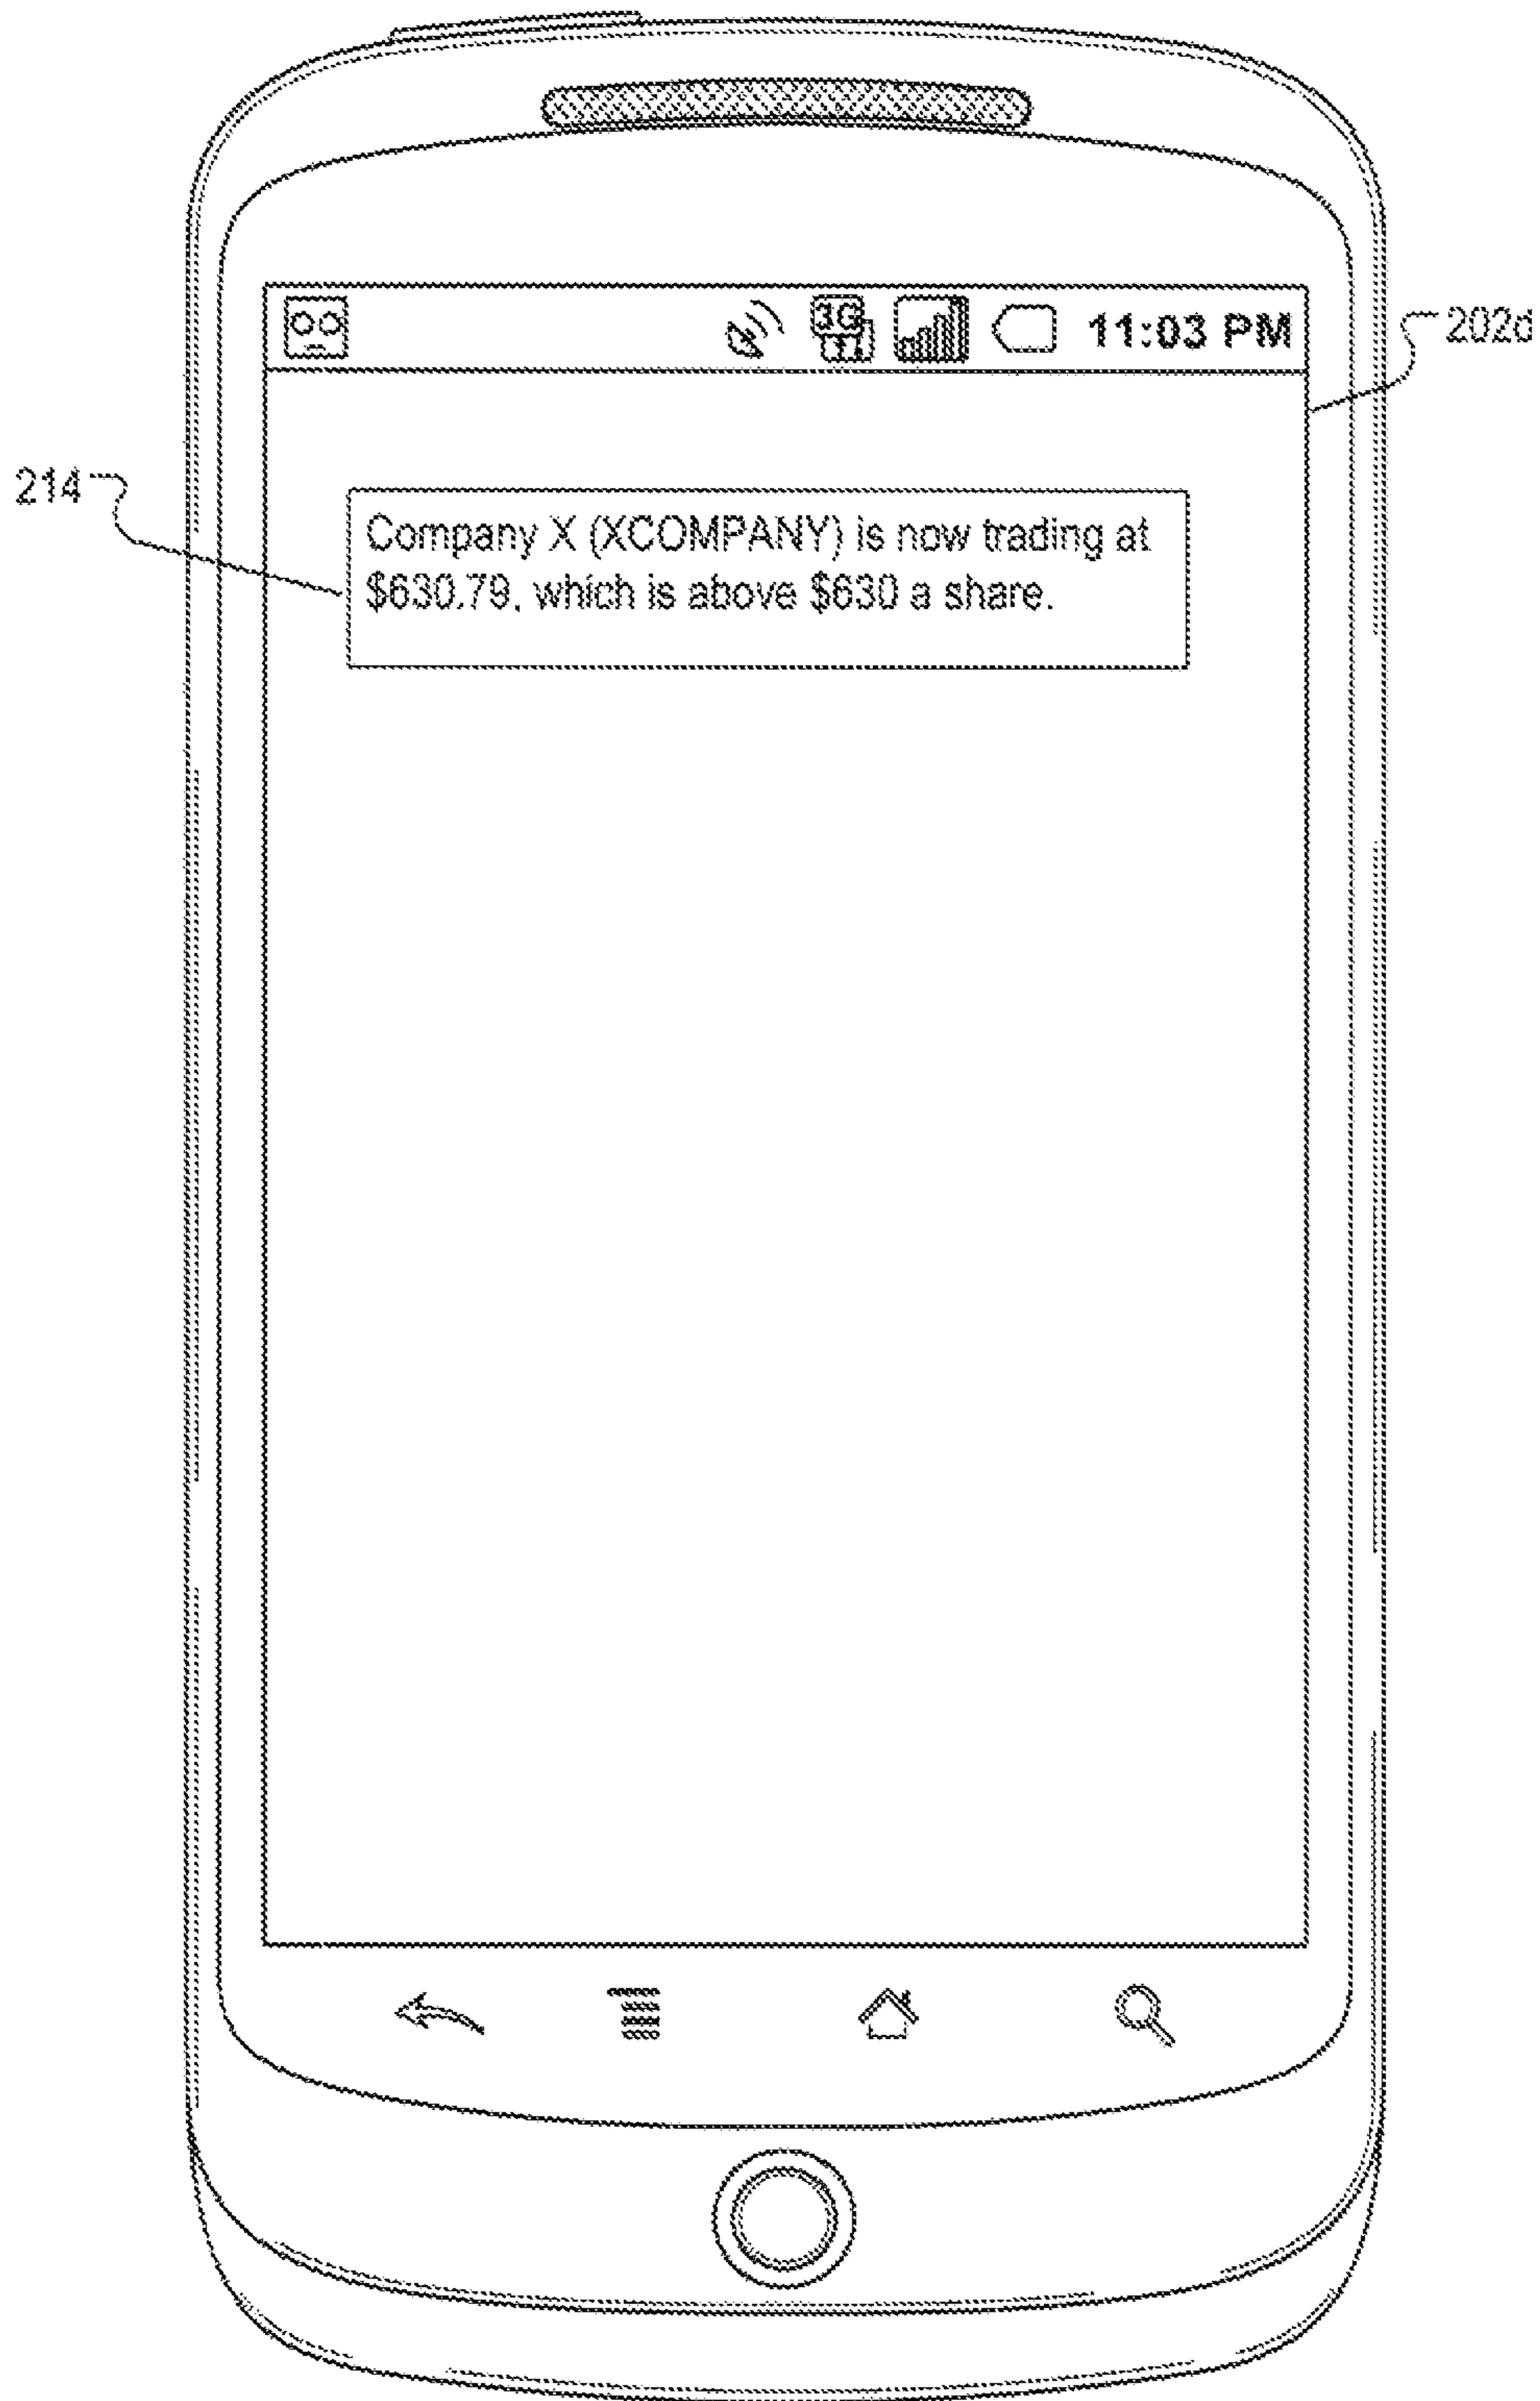 3G
11:03 PM
202d
214
Company X (XCOMPANY) is now trading at
$630.79, which is above $630 a share.